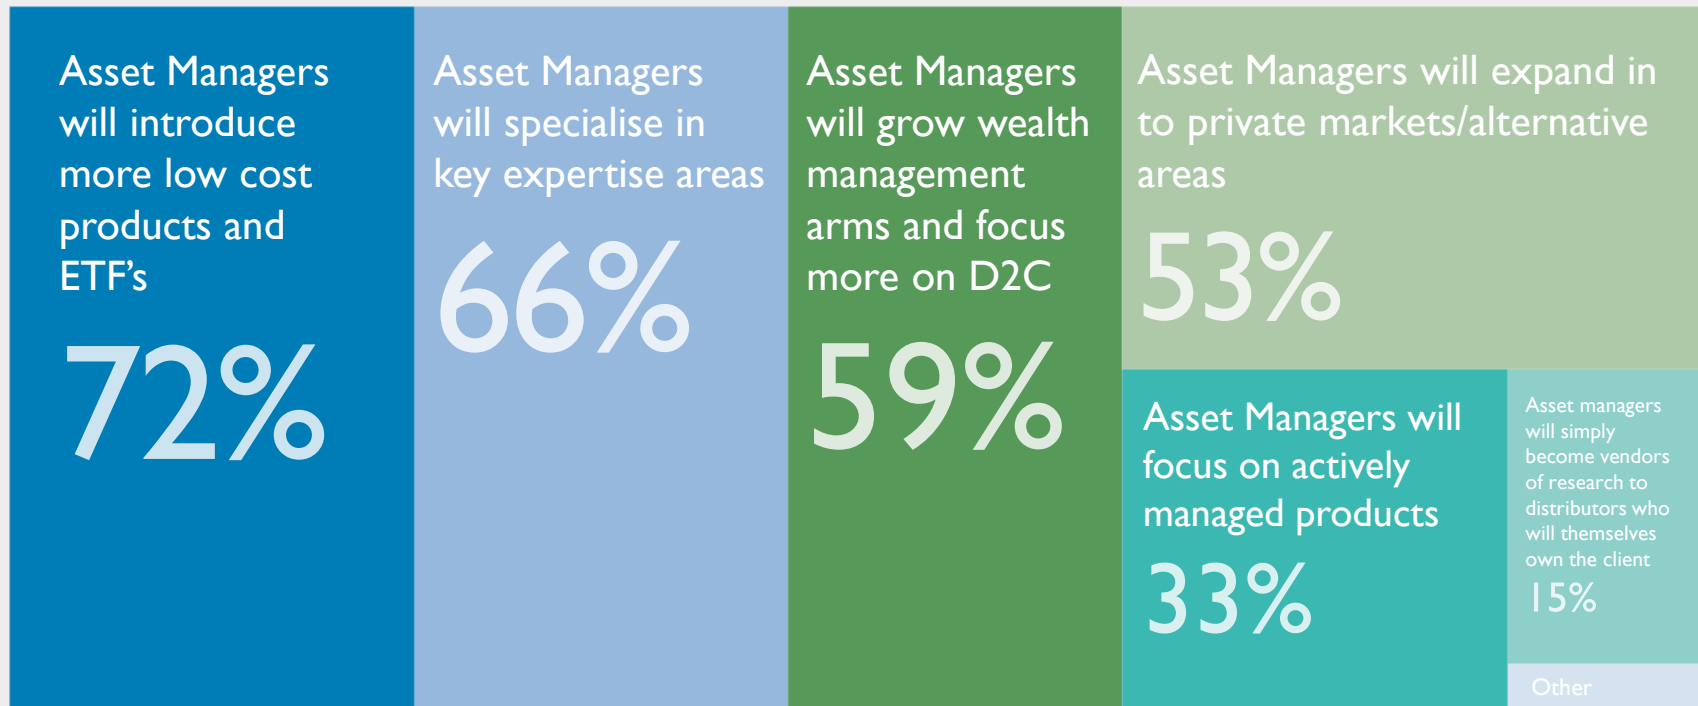 Asset Managers
will introduce
more low cost
products and
ETF’s
72%
Asset Managers
will specialise in
key expertise areas
66%
Asset Managers
will grow wealth
management
arms and focus
more on D2C
59%
Asset Managers will expand in
to private markets/alternative
areas
53%
Asset Managers will
focus on actively
managed products
33%
Asset managers
will simply
become vendors
of research to
distributors who
will themselves
own the client
15%
Other